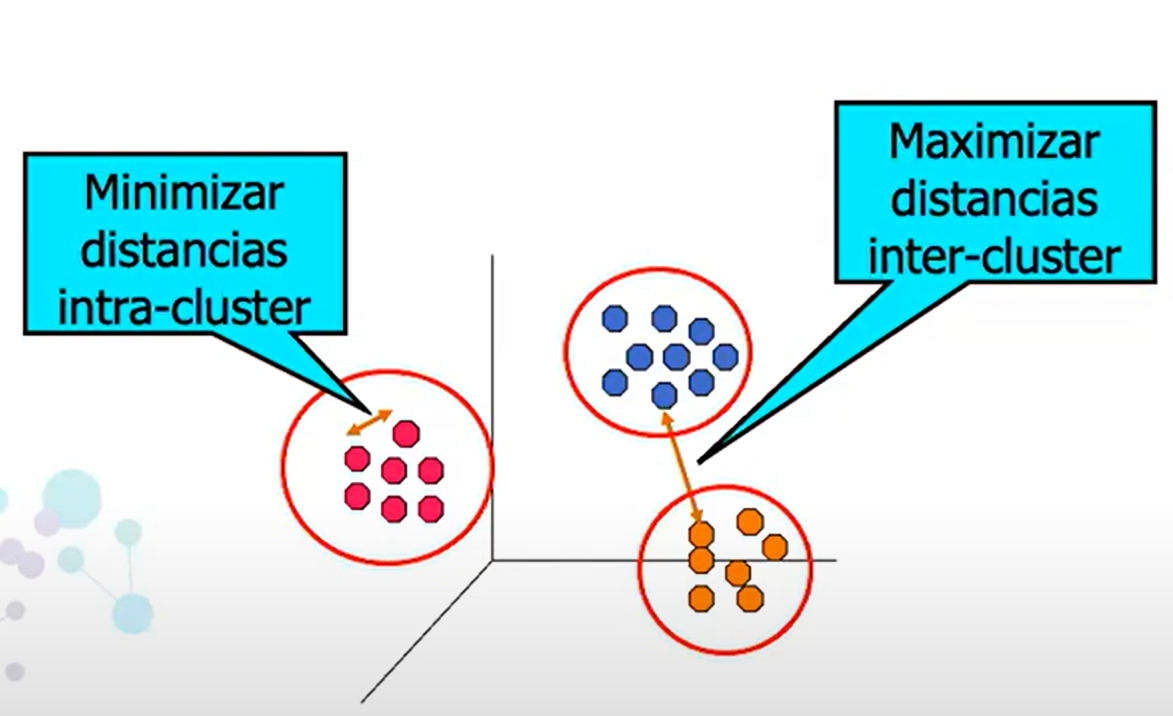 Minimizar
distancias
intra-cluster
Maximizar
distancias
inter-cluster